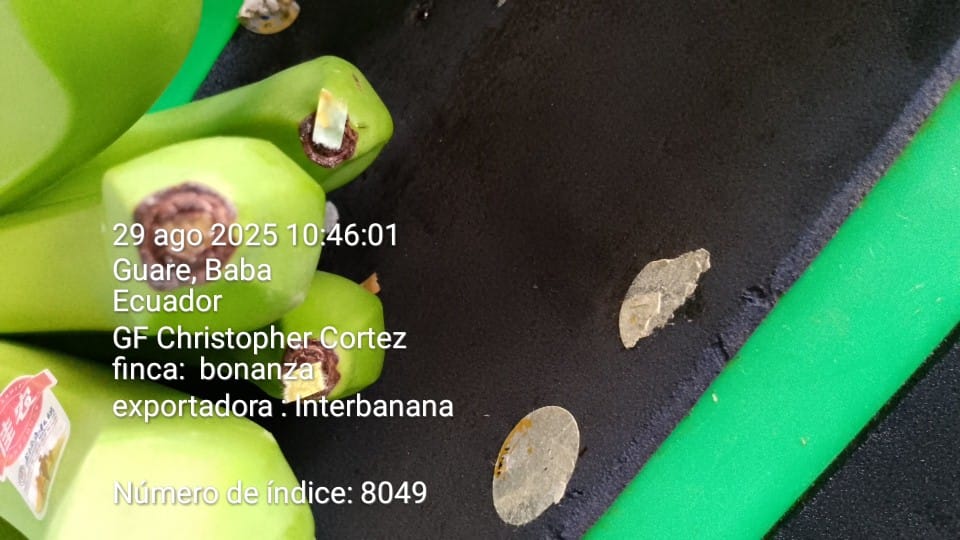 29 ago 2025 10:46:01
Guare, Baba
Ecuador
GF Christopher Cortez
finca: bonanza
exportadora : Interbanana
Número de índice: 8049